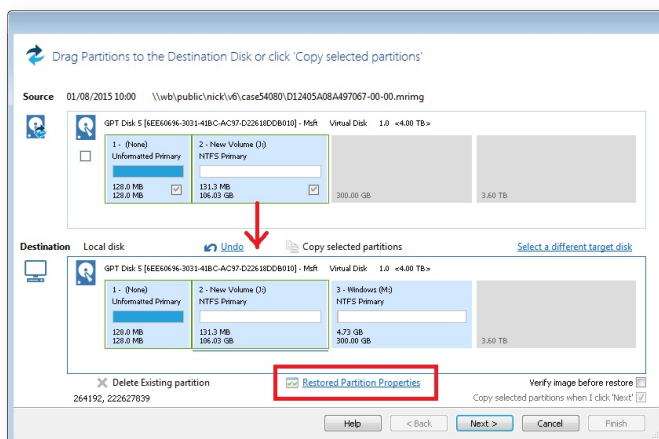 Drag Partitions to the Destination Disk or click 'Copy selected partitions'
Source 01/08/2015 10:00 \\wb\public\nick\v6\case54080\D12405A08A497067-00-00.mrimg
GPT Disk 5 [6EE60696-3031-41BC-AC97-D22618DDB010] - Msft Virtual Disk 1.0 <4.00 TB>
1 - (None) 2 - New Volume (J:)
Unformatted Primary NTFS Primary
128.0 MB 131.3 MB
128.0 MB 106.03 GB 300.00 GB 3.60 TB
Destination Local disk Undo Copy selected partitions Select a different target disk
GPT Disk 5 [6EE60696-3031-41BC-AC97-D22618DDB010] - Msft Virtual Disk 1.0 <4.00 TB>
1 - (None) 2 - New Volume (J:) 3 - Windows (M:)
Unformatted Primary NTFS Primary NTFS Primary
128.0 MB 131.3 MB 4.73 GB
128.0 MB 106.03 GB 300.00 GB 3.60 TB
Delete Existing partition Restored Partition Properties Verify image before restore
264192, 222627839 Copy selected partitions when I click 'Next'
Help < Back Next > Cancel Finish